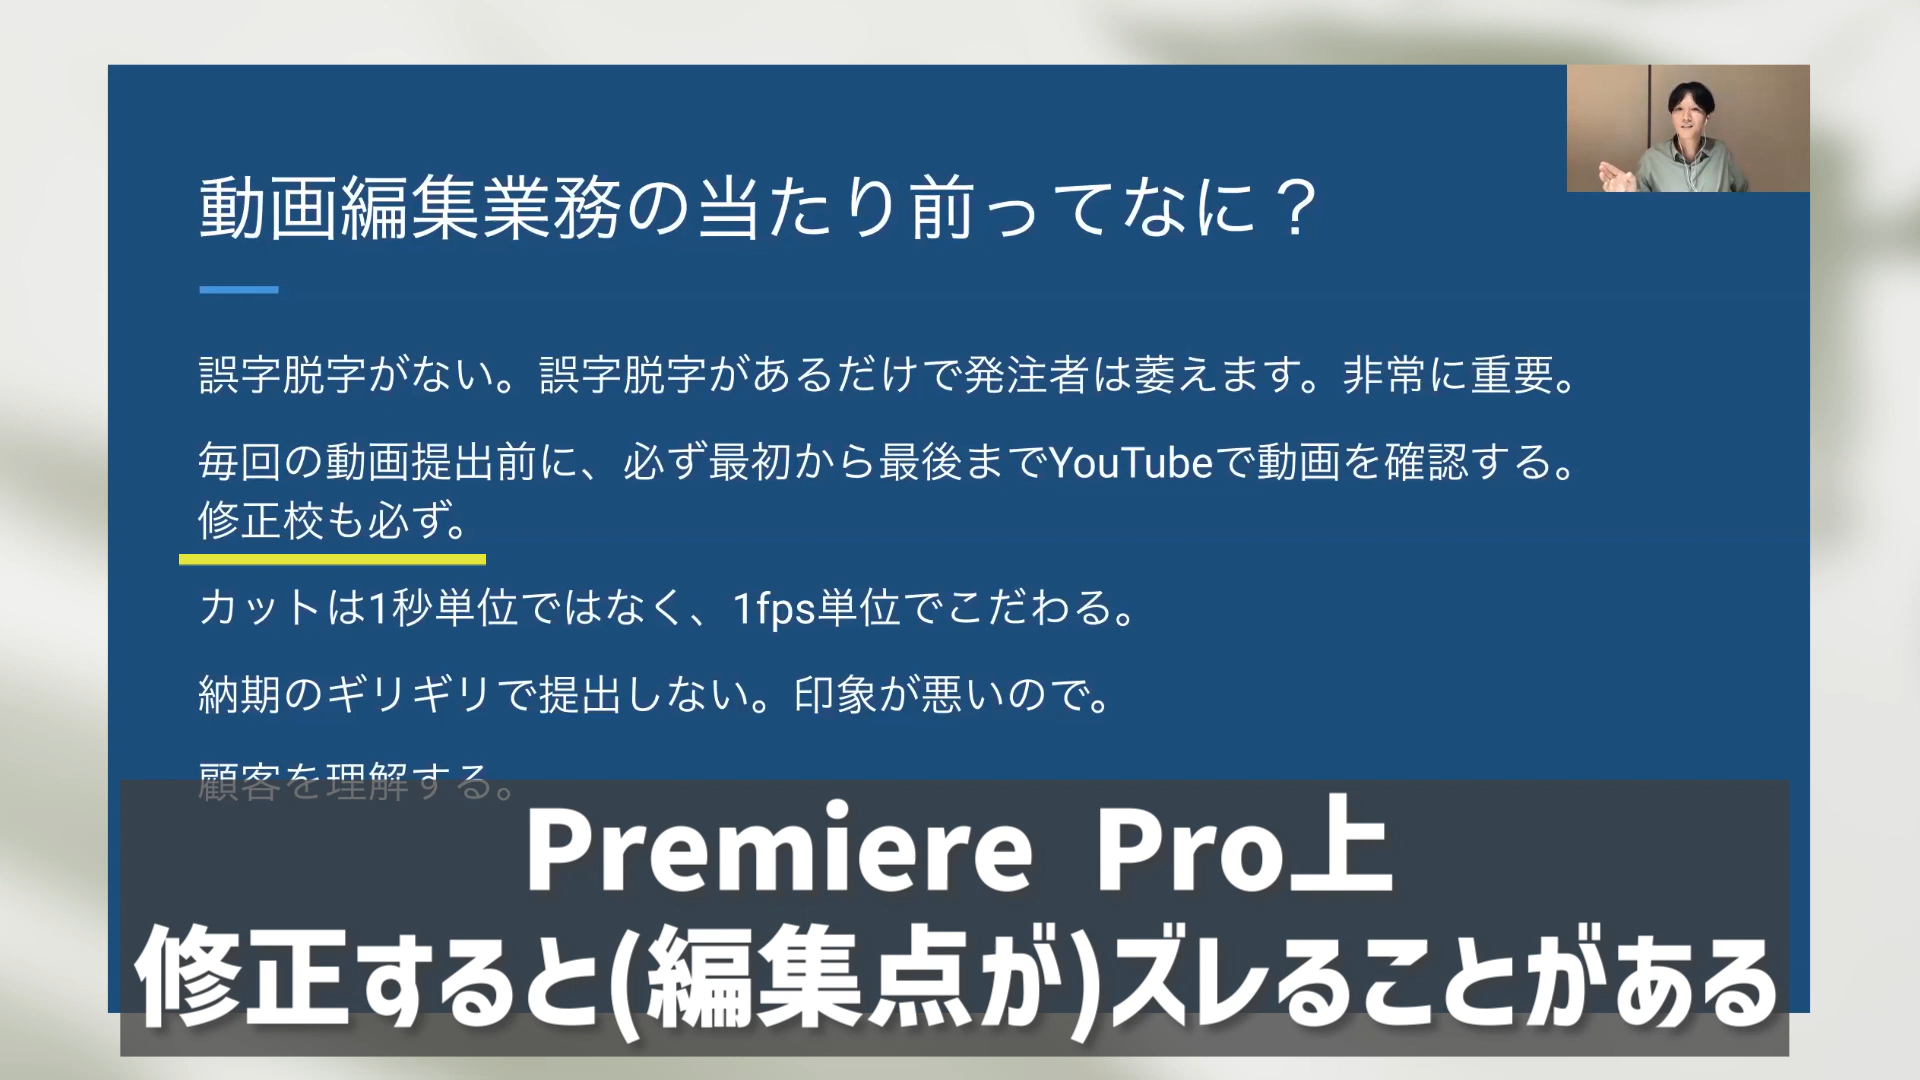 動画編集業務の当たり前ってなに？
誤字脱字がない。誤字脱字があるだけで発注者は萎えます。非常に重要。
毎回の動画提出前に、必ず最初から最後までYouTubeで動画を確認する。
修正校も必ず。
カットは1秒単位ではなく、1fps単位でこだわる。
納期のギリギリで提出しない。印象が悪いので。
顧客を理解する。
Premiere Pro上
修正すると(編集点が)ズレることがある